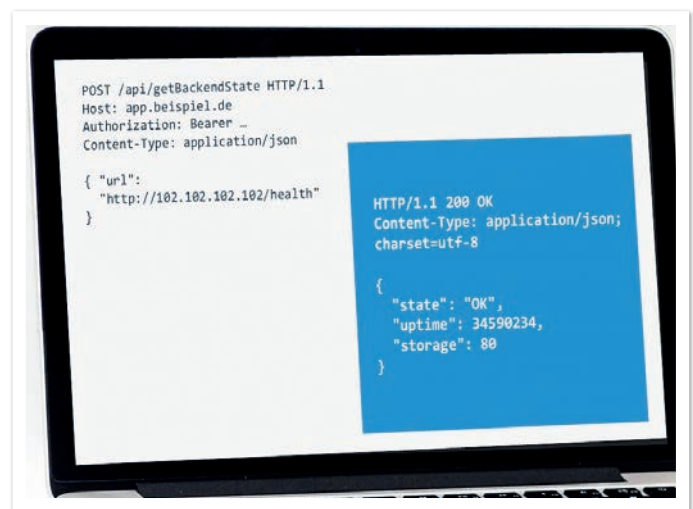 POST /api/getBackendState HTTP/1.1
Host: app.beispiel.de
Authorization: Bearer …
Content-Type: application/json
{ "url":
"http://102.102.102.102/health"
}
HTTP/1.1 200 OK
Content-Type: application/json;
charset=utf-8
{
"state": "OK",
"uptime": 34590234,
"storage": 80
}